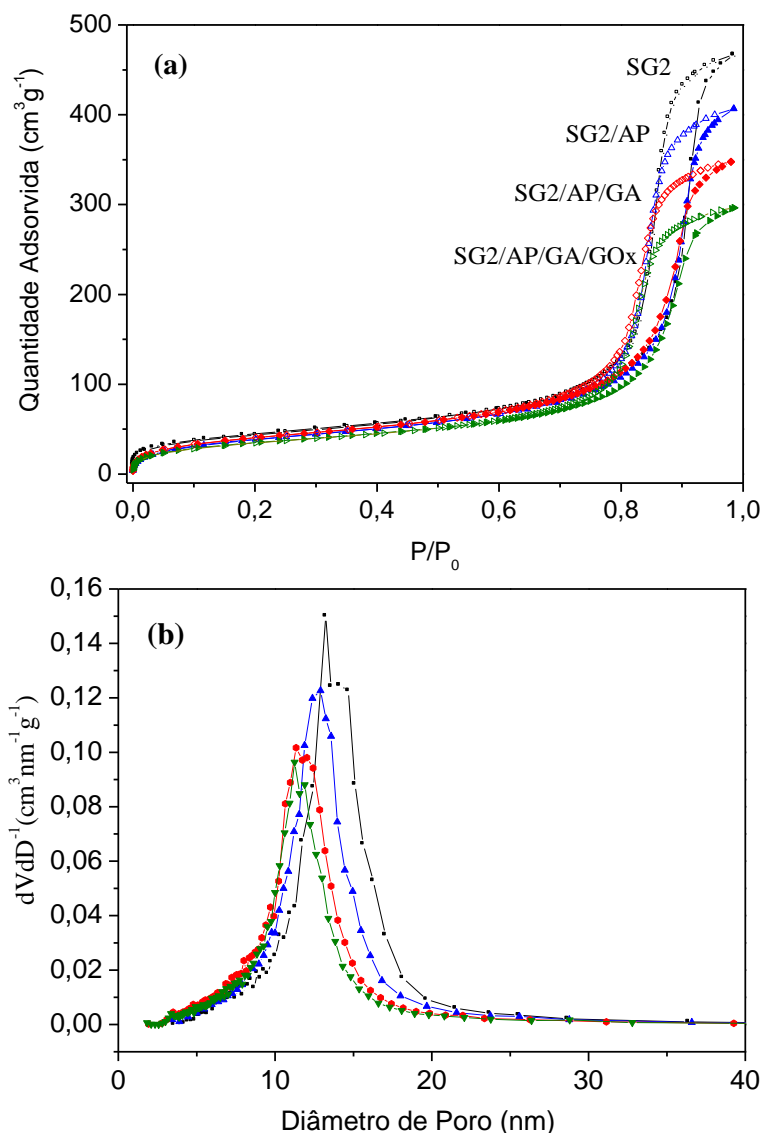 500
(a)
SG2
400
SG2/AP
300
SG2/AP/GA
SG2/AP/GA/GOx
200
100
0
Quantidade Adsorvida (cm³g⁻¹)
0,0 0,2 0,4 0,6 0,8 1,0
P/P₀
0,16
(b)
0,14
0,12
0,10
0,08
0,06
0,04
0,02
0,00
dVdD⁻¹(cm³nm⁻¹g⁻¹)
0 10 20 30 40
Diâmetro de Poro (nm)